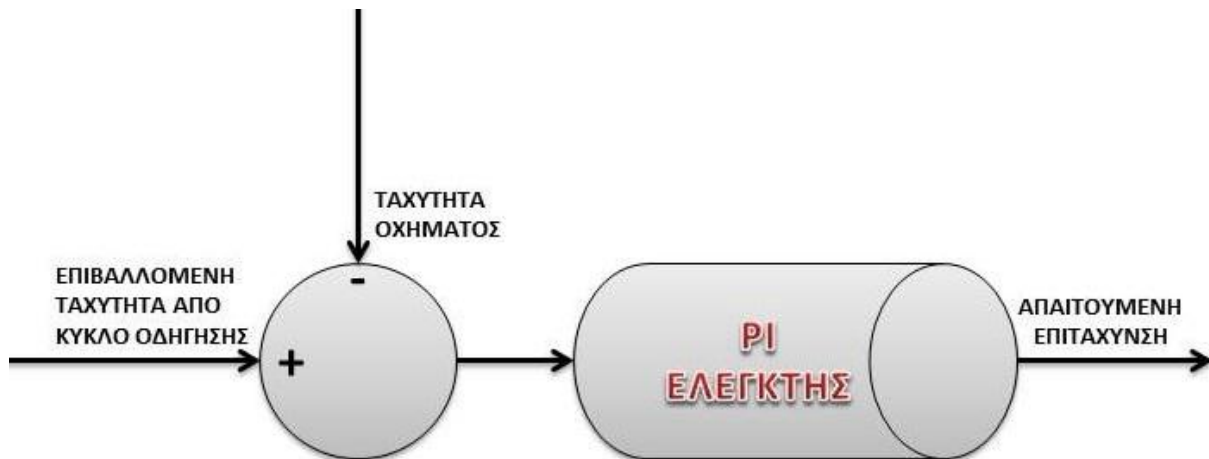 ΤΑΧΥΤΗΤΑ
ΟΧΗΜΑΤΟΣ
-
ΕΠΙΒΑΛΛΟΜΕΝΗ
ΤΑΧΥΤΗΤΑ ΑΠΟ
ΚΥΚΛΟ ΟΔΗΓΗΣΗΣ
+
PI
ΕΛΕΓΚΤΗΣ
ΑΠΑΙΤΟΥΜΕΝΗ
ΕΠΙΤΑΧΥΝΣΗ